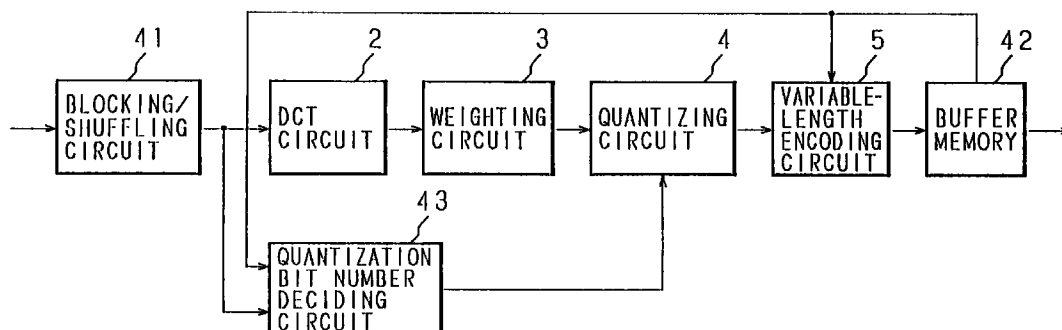 41
2
3
4
5
42
BLOCKING/
SHUFFLING
CIRCUIT
DCT
CIRCUIT
WEIGHTING
CIRCUIT
QUANTIZING
CIRCUIT
VARIABLE-
LENGTH
ENCODING
CIRCUIT
BUFFER
MEMORY
43
QUANTIZATION
BIT NUMBER
DECIDING
CIRCUIT